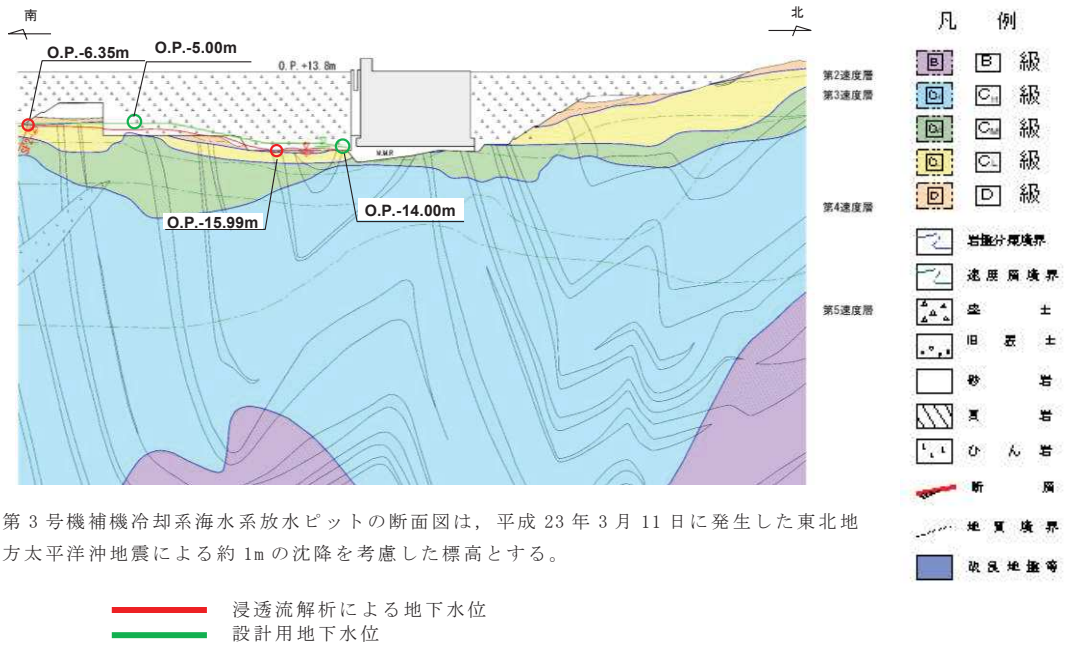 南
北
O.P.-6.35m
O.P.-5.00m
O.P. +13.8m
M.M.R
O.P.-15.99m
O.P.-14.00m
第2速度層
第3速度層
第4速度層
第5速度層
第 3 号機補機冷却系海水系放水ピットの断面図は，平成 23 年 3 月 11 日に発生した東北地
方太平洋沖地震による約 1m の沈降を考慮した標高とする。
浸透流解析による地下水位
設計用地下水位
凡 例
B B 級
CH CH 級
CM CM 級
CL CL 級
D D 級
岩盤分類境界
速度層境界
盛土
旧表土
砂岩
頁岩
ひん岩
断層
地質境界
改良地盤等